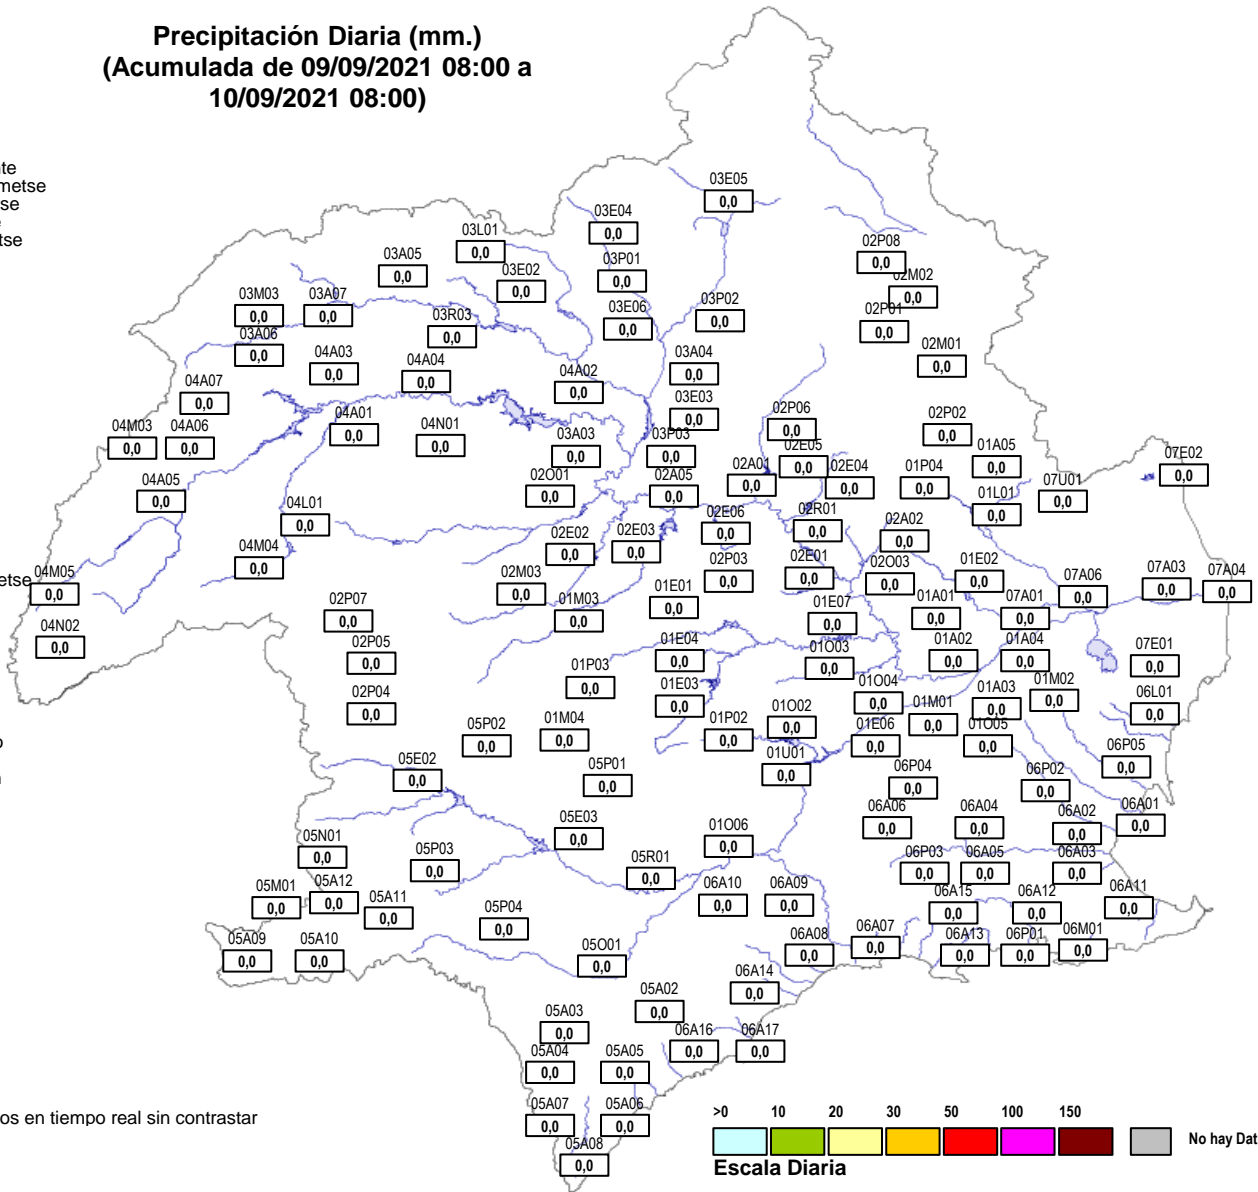 Precipitación Diaria (mm.)
(Acumulada de 09/09/2021 08:00 a
10/09/2021 08:00)
nte
metse
se
e
tse
03E05
0,0
03E04
0,0
03L01
0,0
03A05
0,0
03E02
0,0
03P01
0,0
02P08
0,0
02M02
0,0
03M03
0,0
03A07
0,0
03R03
0,0
03E06
0,0
03P02
0,0
02P01
0,0
03A06
0,0
04A03
0,0
04A04
0,0
04A02
0,0
03A04
0,0
02M01
0,0
04A07
0,0
03E03
0,0
04M03
0,0
04A06
0,0
04A01
0,0
04N01
0,0
03A03
0,0
03P03
0,0
02P06
0,0
02P02
0,0
02E05
0,0
01A05
0,0
07E02
0,0
04A05
0,0
02O01
0,0
02A05
0,0
02A01
0,0
02E04
0,0
01P04
0,0
07U01
0,0
04L01
0,0
01L01
0,0
02E06
0,0
02R01
0,0
02A02
0,0
04M04
0,0
02E02
0,0
02E03
0,0
metse
04M05
0,0
02M03
0,0
02P03
0,0
02E01
0,0
02O03
0,0
01E02
0,0
07A06
0,0
07A03
0,0
07A04
0,0
04N02
0,0
02P07
0,0
01M03
0,0
01E01
0,0
01E07
0,0
01A01
0,0
07A01
0,0
02P05
0,0
01E04
0,0
01O03
0,0
01A02
0,0
01A04
0,0
07E01
0,0
02P04
0,0
01P03
0,0
01E03
0,0
01O04
0,0
01M01
0,0
01A03
0,0
01M02
0,0
06L01
0,0
05P02
0,0
01M04
0,0
01P02
0,0
01O02
0,0
01E06
0,0
01O05
0,0
o
05E02
0,0
05P01
0,0
01U01
0,0
06P04
0,0
06P02
0,0
06P05
0,0
05N01
0,0
05E03
0,0
01O06
0,0
06A06
0,0
06A04
0,0
06A02
0,0
06A01
0,0
05P03
0,0
05R01
0,0
06P03
0,0
06A05
0,0
06A03
0,0
05M01
0,0
05A12
0,0
05A11
0,0
06A10
0,0
06A09
0,0
06A15
0,0
06A12
0,0
06A11
0,0
05A09
0,0
05A10
0,0
05P04
0,0
05O01
0,0
06A08
0,0
06A07
0,0
06A13
0,0
06P01
0,0
06M01
0,0
05A02
0,0
06A14
0,0
05A03
0,0
06A16
0,0
06A17
0,0
05A04
0,0
05A05
0,0
05A07
0,0
05A06
0,0
05A08
0,0
os en tiempo real sin contrastar
>0 10 20 30 50 100 150
No hay Dat
Escala Diaria